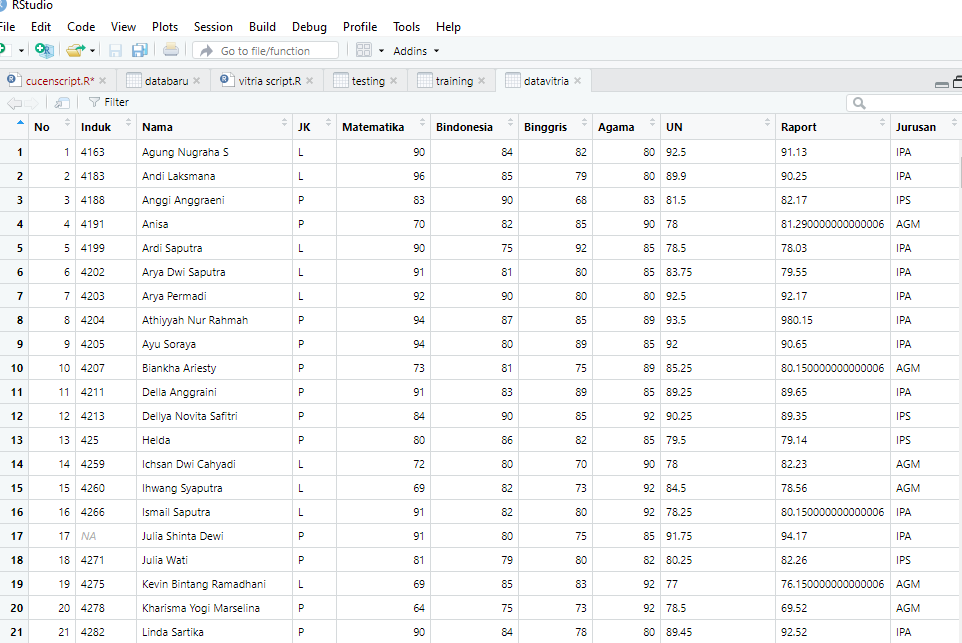 RStudio
File Edit Code View Plots Session Build Debug Profile Tools Help
Go to file/function Addins
cucenscript.R* databaru vitria script.R testing training datavitria
Filter
No Induk Nama JK Matematika Bindonesia Binggris Agama UN Raport Jurusan
1 1 4163 Agung Nugraha S L 90 84 82 80 92.5 91.13 IPA
2 2 4183 Andi Laksmana L 96 85 79 80 89.9 90.25 IPA
3 3 4188 Anggi Anggraeni P 83 90 68 83 81.5 82.17 IPS
4 4 4191 Anisa P 70 82 85 90 78 81.290000000000006 AGM
5 5 4199 Ardi Saputra L 90 75 92 85 78.5 78.03 IPA
6 6 4202 Arya Dwi Saputra L 91 81 80 85 83.75 79.55 IPA
7 7 4203 Arya Permadi L 92 90 80 80 92.5 92.17 IPA
8 8 4204 Athiyyah Nur Rahmah P 94 87 85 89 93.5 980.15 IPA
9 9 4205 Ayu Soraya P 94 80 89 85 92 90.65 IPA
10 10 4207 Biankha Ariesty P 73 81 75 89 85.25 80.150000000000006 AGM
11 11 4211 Della Anggraini P 91 83 89 85 89.25 89.65 IPA
12 12 4213 Dellya Novita Safitri P 84 90 85 92 90.25 89.35 IPS
13 13 425 Helda P 80 86 82 85 79.5 79.14 IPS
14 14 4259 Ichsan Dwi Cahyadi L 72 80 70 90 78 82.23 AGM
15 15 4260 Ihwang Syaputra L 69 82 73 92 84.5 78.56 AGM
16 16 4266 Ismail Saputra L 91 82 80 92 78.25 80.150000000000006 IPA
17 17 NA Julia Shinta Dewi P 91 80 75 85 91.75 94.17 IPA
18 18 4271 Julia Wati P 81 79 80 82 80.25 82.26 IPS
19 19 4275 Kevin Bintang Ramadhani L 69 85 83 92 77 76.150000000000006 AGM
20 20 4278 Kharisma Yogi Marselina P 64 75 73 92 78.5 69.52 AGM
21 21 4282 Linda Sartika P 90 84 78 80 89.45 92.52 IPA